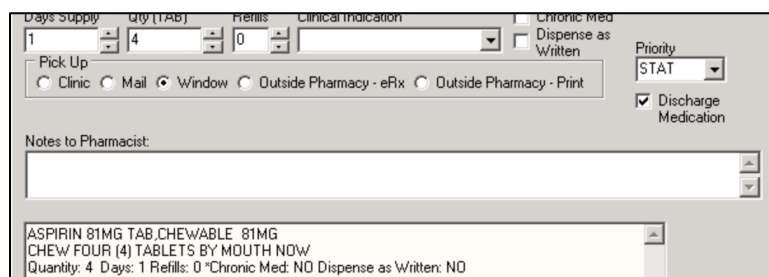 Days Supply Qty (TAB) Refills Clinical Indication Chronic Med
1 4 0 Dispense as Written
Priority
Pick Up
STAT
Clinic Mail Window Outside Pharmacy - eRx Outside Pharmacy - Print
Discharge Medication
Notes to Pharmacist:
ASPIRIN 81MG TAB,CHEWABLE 81MG
CHEW FOUR (4) TABLETS BY MOUTH NOW
Quantity: 4 Days: 1 Refills: 0 *Chronic Med: NO Dispense as Written: NO